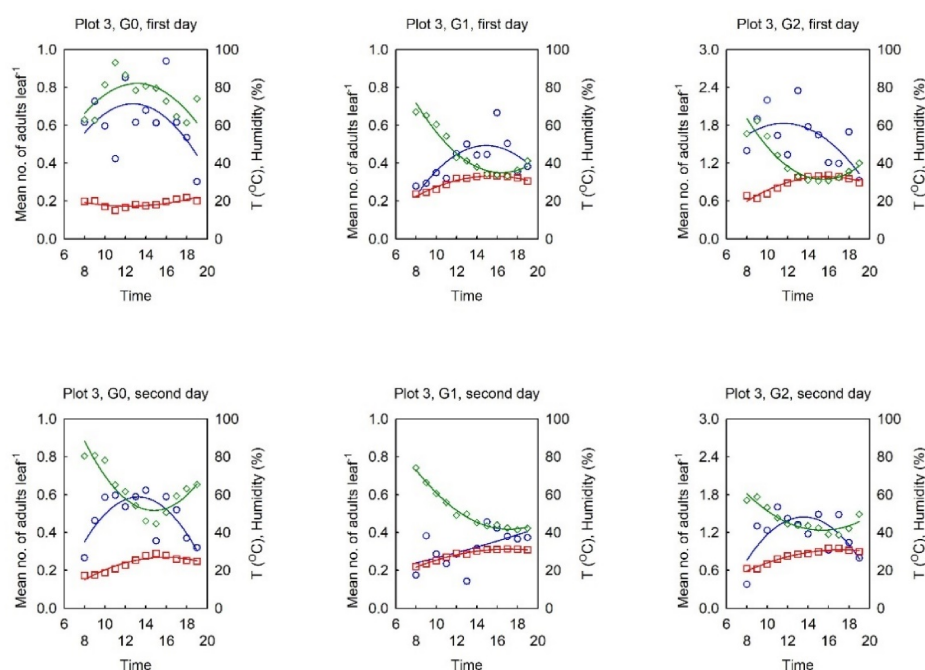 Plot 3, G0, first day
Mean no. of adults leaf⁻¹
1.0
0.8
0.6
0.4
0.2
0.0
100
80
60
40
20
0
T (°C), Humidity (%)
6 8 10 12 14 16 18 20
Time
Plot 3, G1, first day
Mean no. of adults leaf⁻¹
1.0
0.8
0.6
0.4
0.2
0.0
100
80
60
40
20
0
T (°C), Humidity (%)
6 8 10 12 14 16 18 20
Time
Plot 3, G2, first day
Mean no. of adults leaf⁻¹
3.0
2.4
1.8
1.2
0.6
100
80
60
40
20
0
T (°C), Humidity (%)
6 8 10 12 14 16 18 20
Time
Plot 3, G0, second day
Mean no. of adults leaf⁻¹
1.0
0.8
0.6
0.4
0.2
0.0
100
80
60
40
20
0
T (°C), Humidity (%)
6 8 10 12 14 16 18 20
Time
Plot 3, G1, second day
Mean no. of adults leaf⁻¹
1.0
0.8
0.6
0.4
0.2
0.0
100
80
60
40
20
0
T (°C), Humidity (%)
6 8 10 12 14 16 18 20
Time
Plot 3, G2, second day
Mean no. of adults leaf⁻¹
3.0
2.4
1.8
1.2
0.6
0.0
100
80
60
40
20
0
T (°C), Humidity (%)
6 8 10 12 14 16 18 20
Time